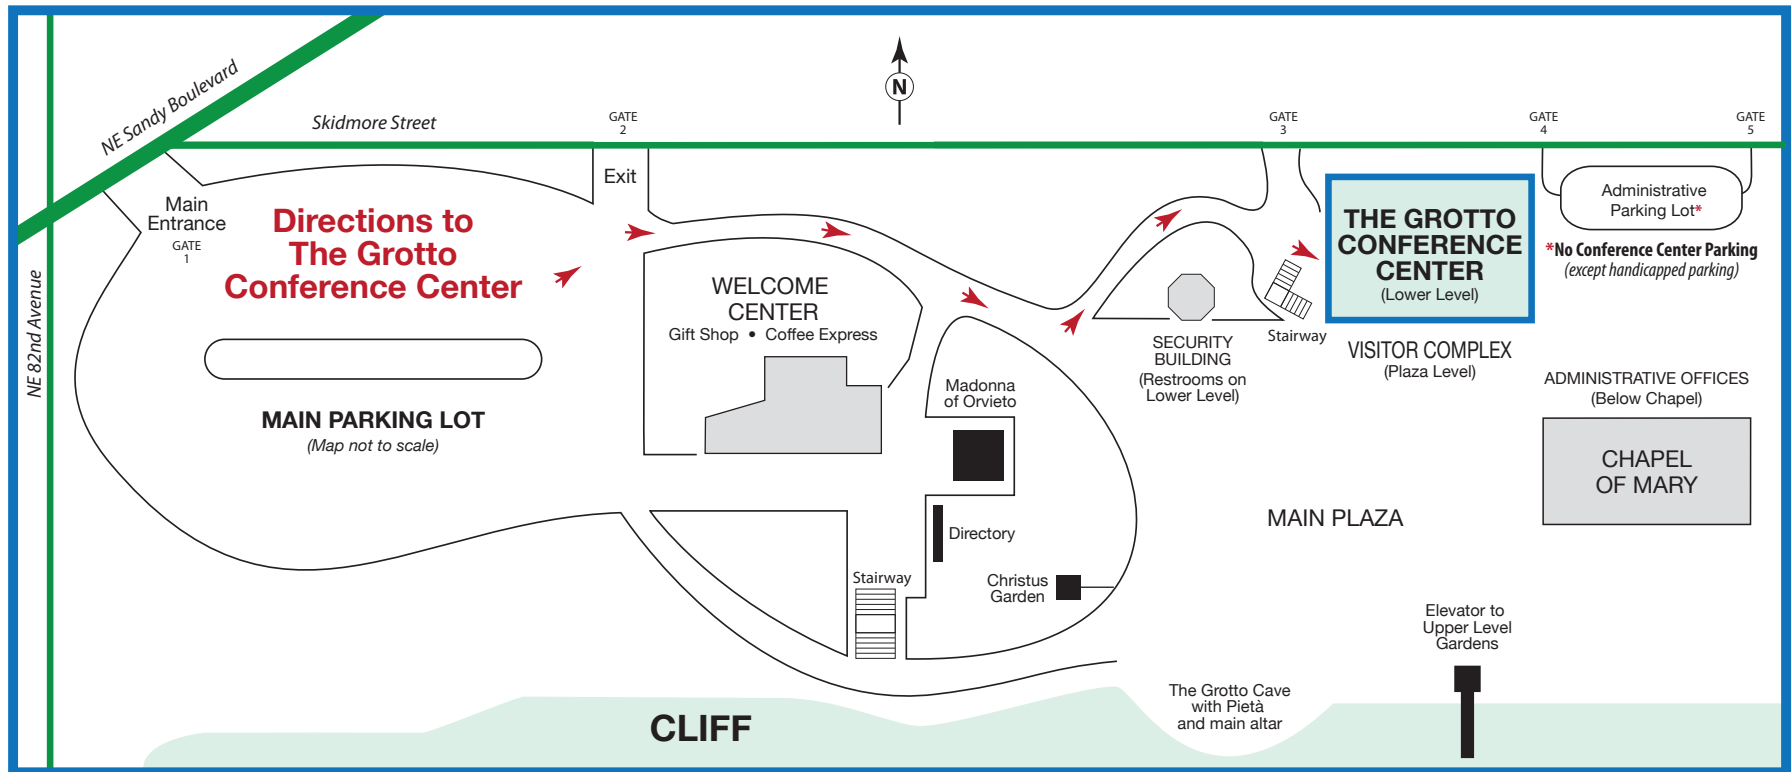 NE Sandy Boulevard
Skidmore Street
GATE
2
N
GATE
3
GATE
4
GATE
5
Exit
Main
Entrance
GATE
1
Directions to
The Grotto
Conference Center
THE GROTTO
CONFERENCE
CENTER
(Lower Level)
Administrative
Parking Lot*
*No Conference Center Parking
(except handicapped parking)
NE 82nd Avenue
WELCOME
CENTER
Gift Shop • Coffee Express
SECURITY
BUILDING
(Restrooms on
Lower Level)
Stairway
VISITOR COMPLEX
(Plaza Level)
ADMINISTRATIVE OFFICES
(Below Chapel)
MAIN PARKING LOT
(Map not to scale)
Madonna
of Orvieto
CHAPEL
OF MARY
MAIN PLAZA
Directory
Stairway
Christus
Garden
Elevator to
Upper Level
Gardens
The Grotto Cave
with Pietà
and main altar
CLIFF